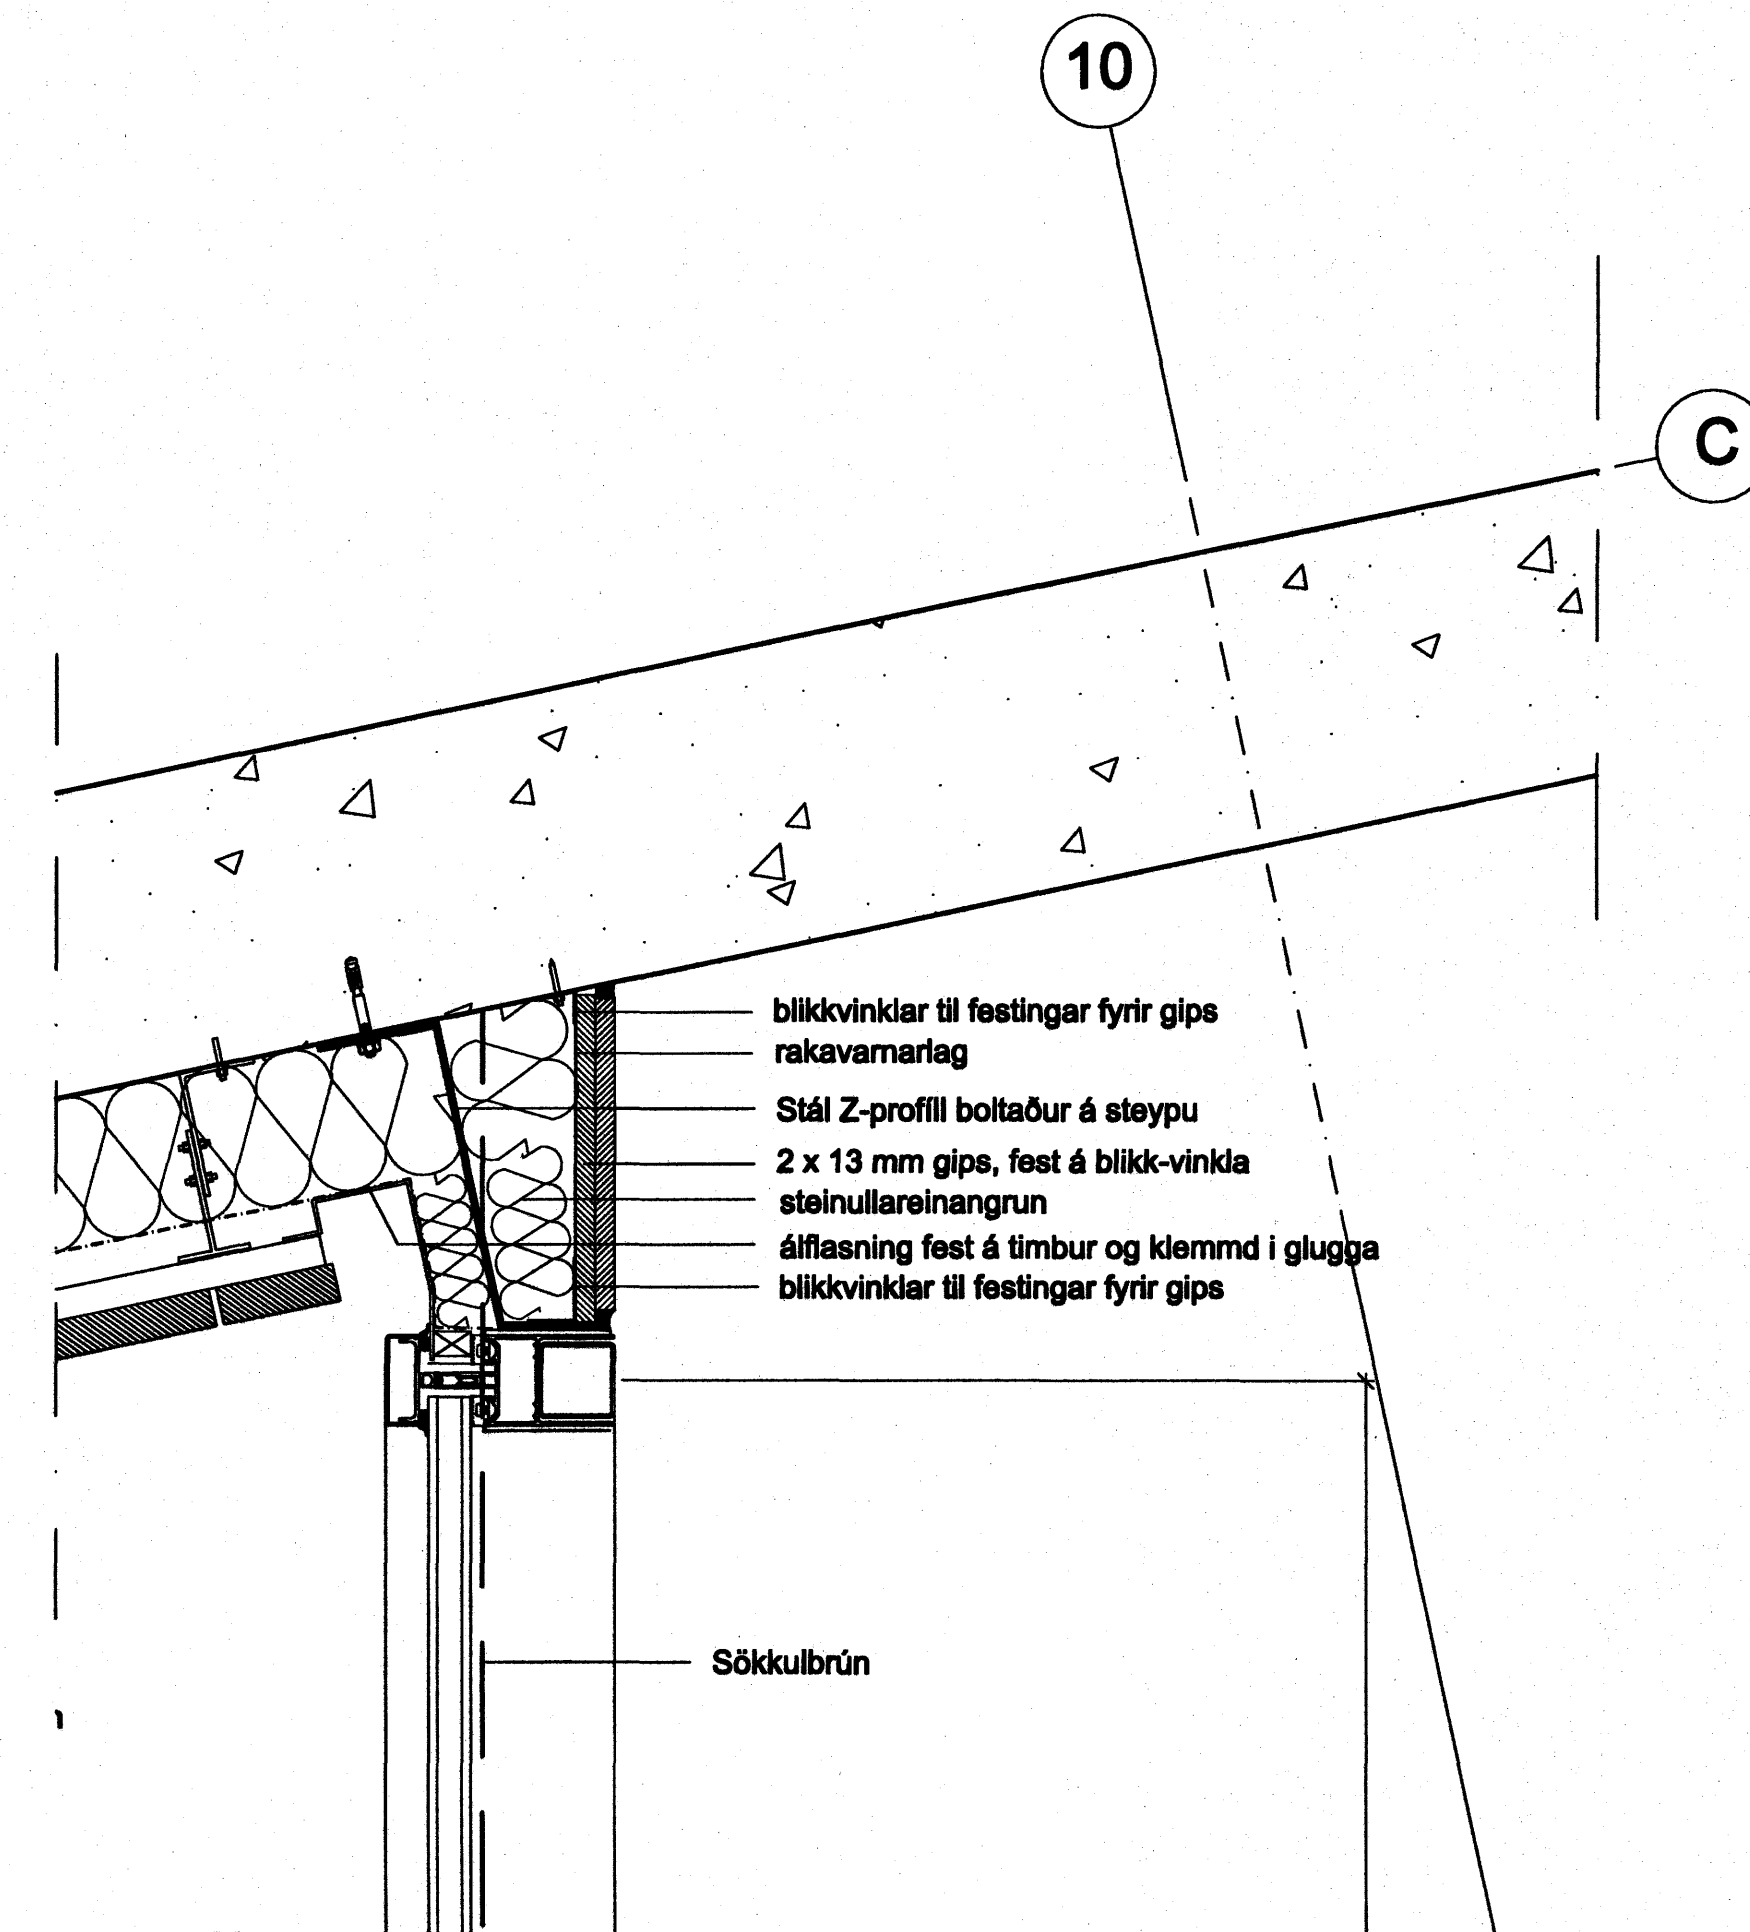 10
C
blikkvinklar til festingar fyrir gips
rakavarnarlag
Stál Z-profíll boltaður á steypu
2 x 13 mm gips, fest á blikk-vinkla
steinullareinangrun
álflasning fest á timbur og klemmd i glugga
blikkvinklar til festingar fyrir gips
Sökkulbrún